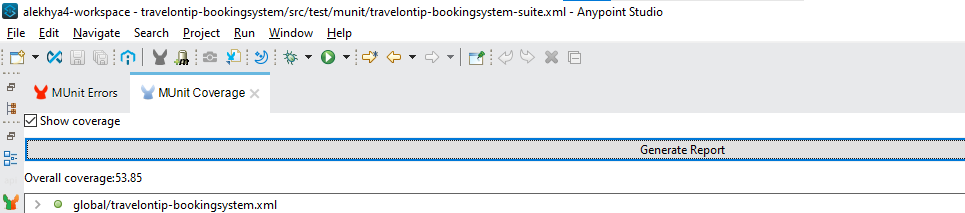 alekhya4-workspace - travelontip-bookingsystem/src/test/munit/travelontip-bookingsystem-suite.xml - Anypoint Studio
File Edit Navigate Search Project Run Window Help
MUnit Errors MUnit Coverage
Show coverage
Generate Report
Overall coverage:53.85
global/travelontip-bookingsystem.xml